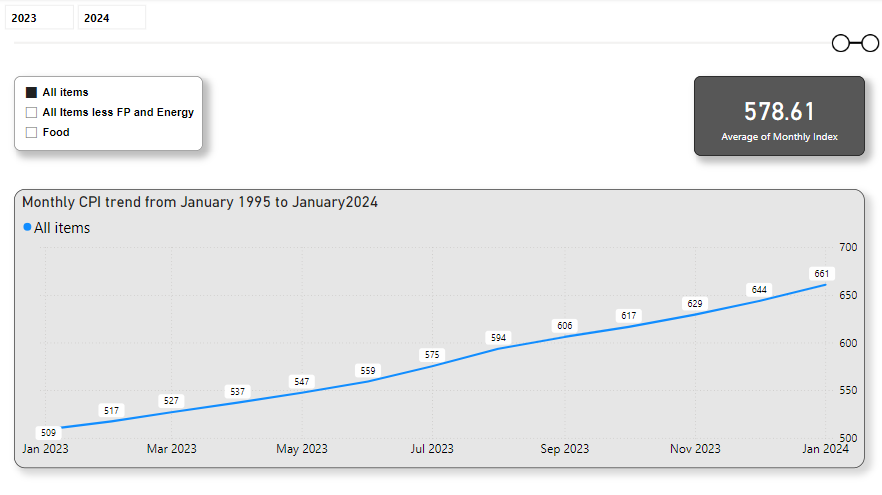 2023 2024
All items
All Items less FP and Energy
Food
578.61
Average of Monthly Index
Monthly CPI trend from January 1995 to January2024
All items
700
650
600
550
500
509
517
527
537
547
559
575
594
606
617
629
644
661
Jan 2023 Mar 2023 May 2023 Jul 2023 Sep 2023 Nov 2023 Jan 2024